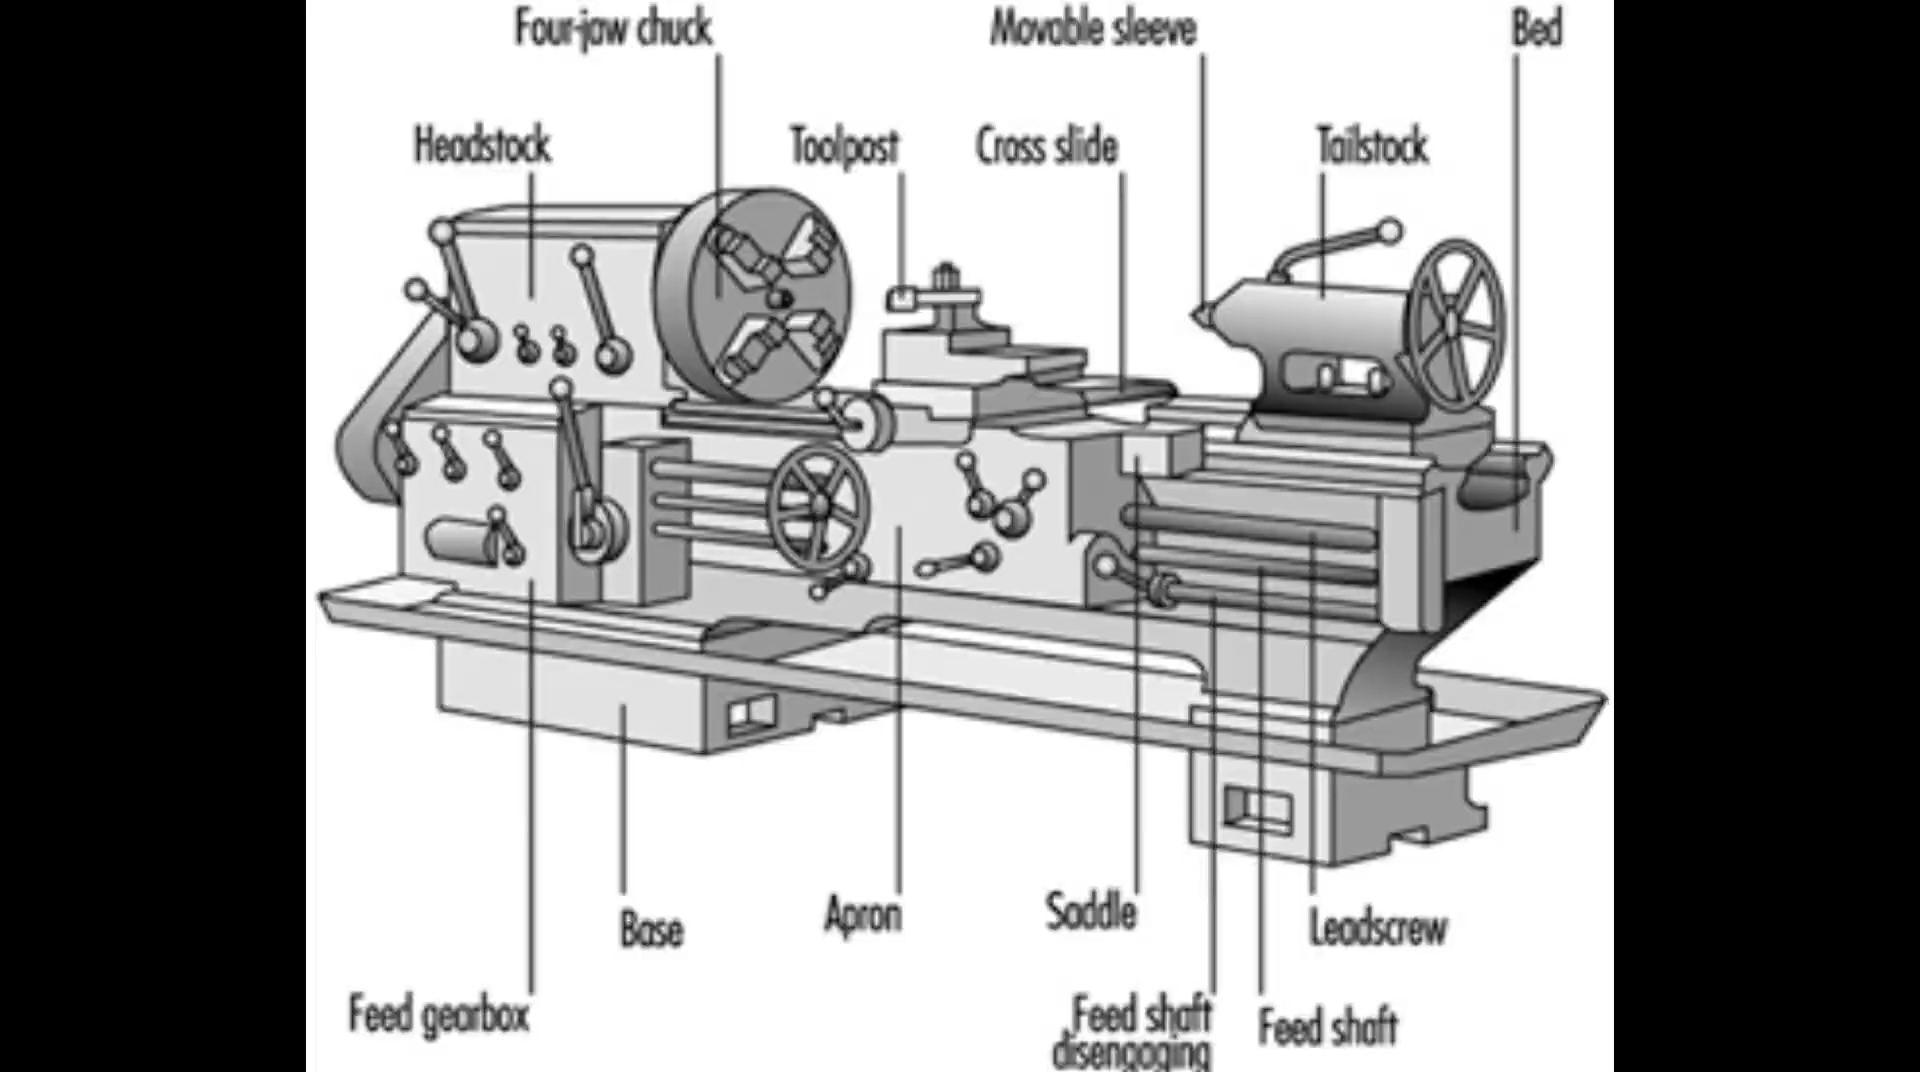 Four-jaw chuck
Movable sleeve
Bed
Headstock
Toolpost
Cross slide
Tailstock
Base
Apron
Saddle
Leadscrew
Feed gearbox
Feed shaft
disengaging
Feed shaft